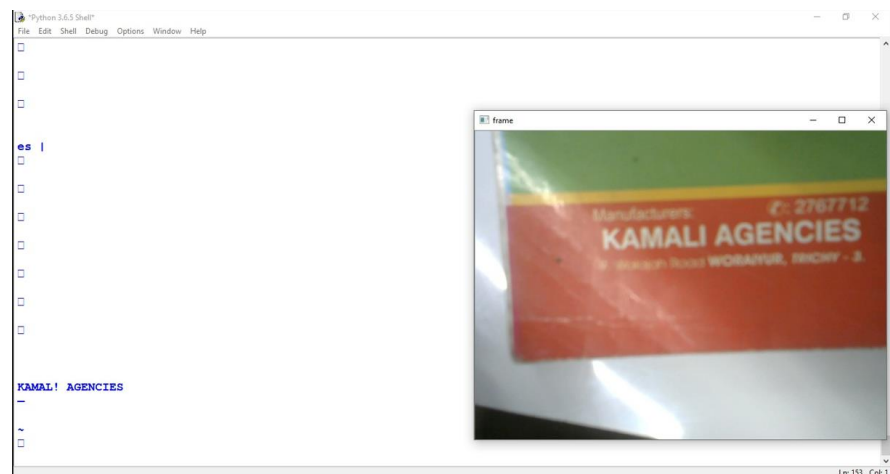 *Python 3.6.5 Shell*
File Edit Shell Debug Options Window Help
es |
KAMAL! AGENCIES
–
~
frame
Manufacturers: ✆: 2767712
KAMALI AGENCIES
Road WORAIYUR, TRICHY - 3.
Ln: 153 Col: 1